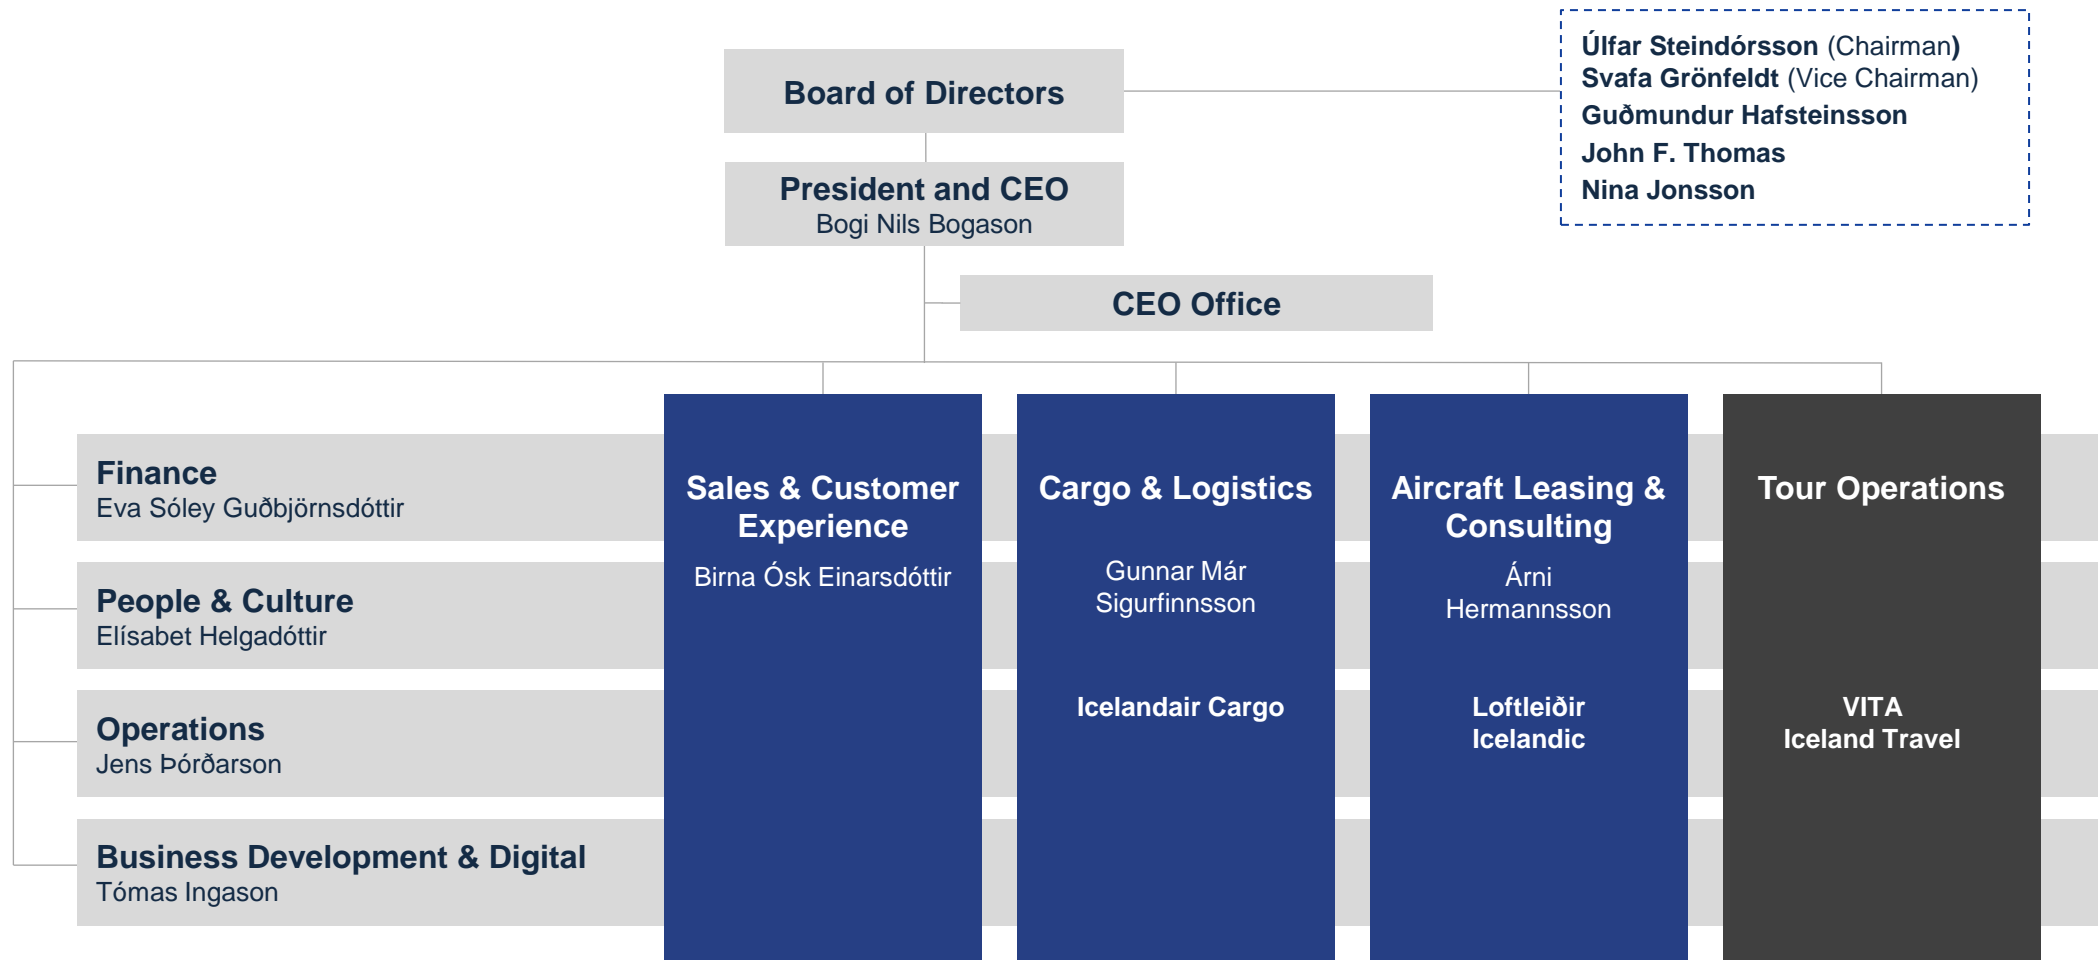 Board of Directors
Úlfar Steindórsson (Chairman)
Svafa Grönfeldt (Vice Chairman)
Guðmundur Hafsteinsson
John F. Thomas
Nina Jonsson
President and CEO
Bogi Nils Bogason
CEO Office
Finance
Eva Sóley Guðbjörnsdóttir
People & Culture
Elísabet Helgadóttir
Operations
Jens Þórðarson
Business Development & Digital
Tómas Ingason
Sales & Customer
Experience
Birna Ósk Einarsdóttir
Cargo & Logistics
Gunnar Már
Sigurfinnsson
Icelandair Cargo
Aircraft Leasing &
Consulting
Árni
Hermannsson
Loftleiðir
Icelandic
Tour Operations
VITA
Iceland Travel